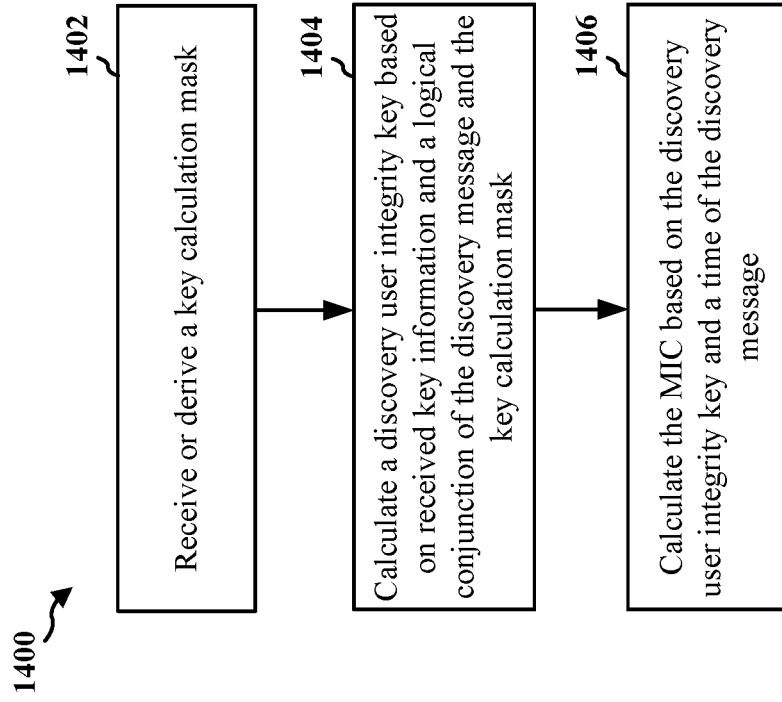 1400
1402
Receive or derive a key calculation mask
1404
Calculate a discovery user integrity key based
on received key information and a logical
conjunction of the discovery message and the
key calculation mask
1406
Calculate the MIC based on the discovery
user integrity key and a time of the discovery
message